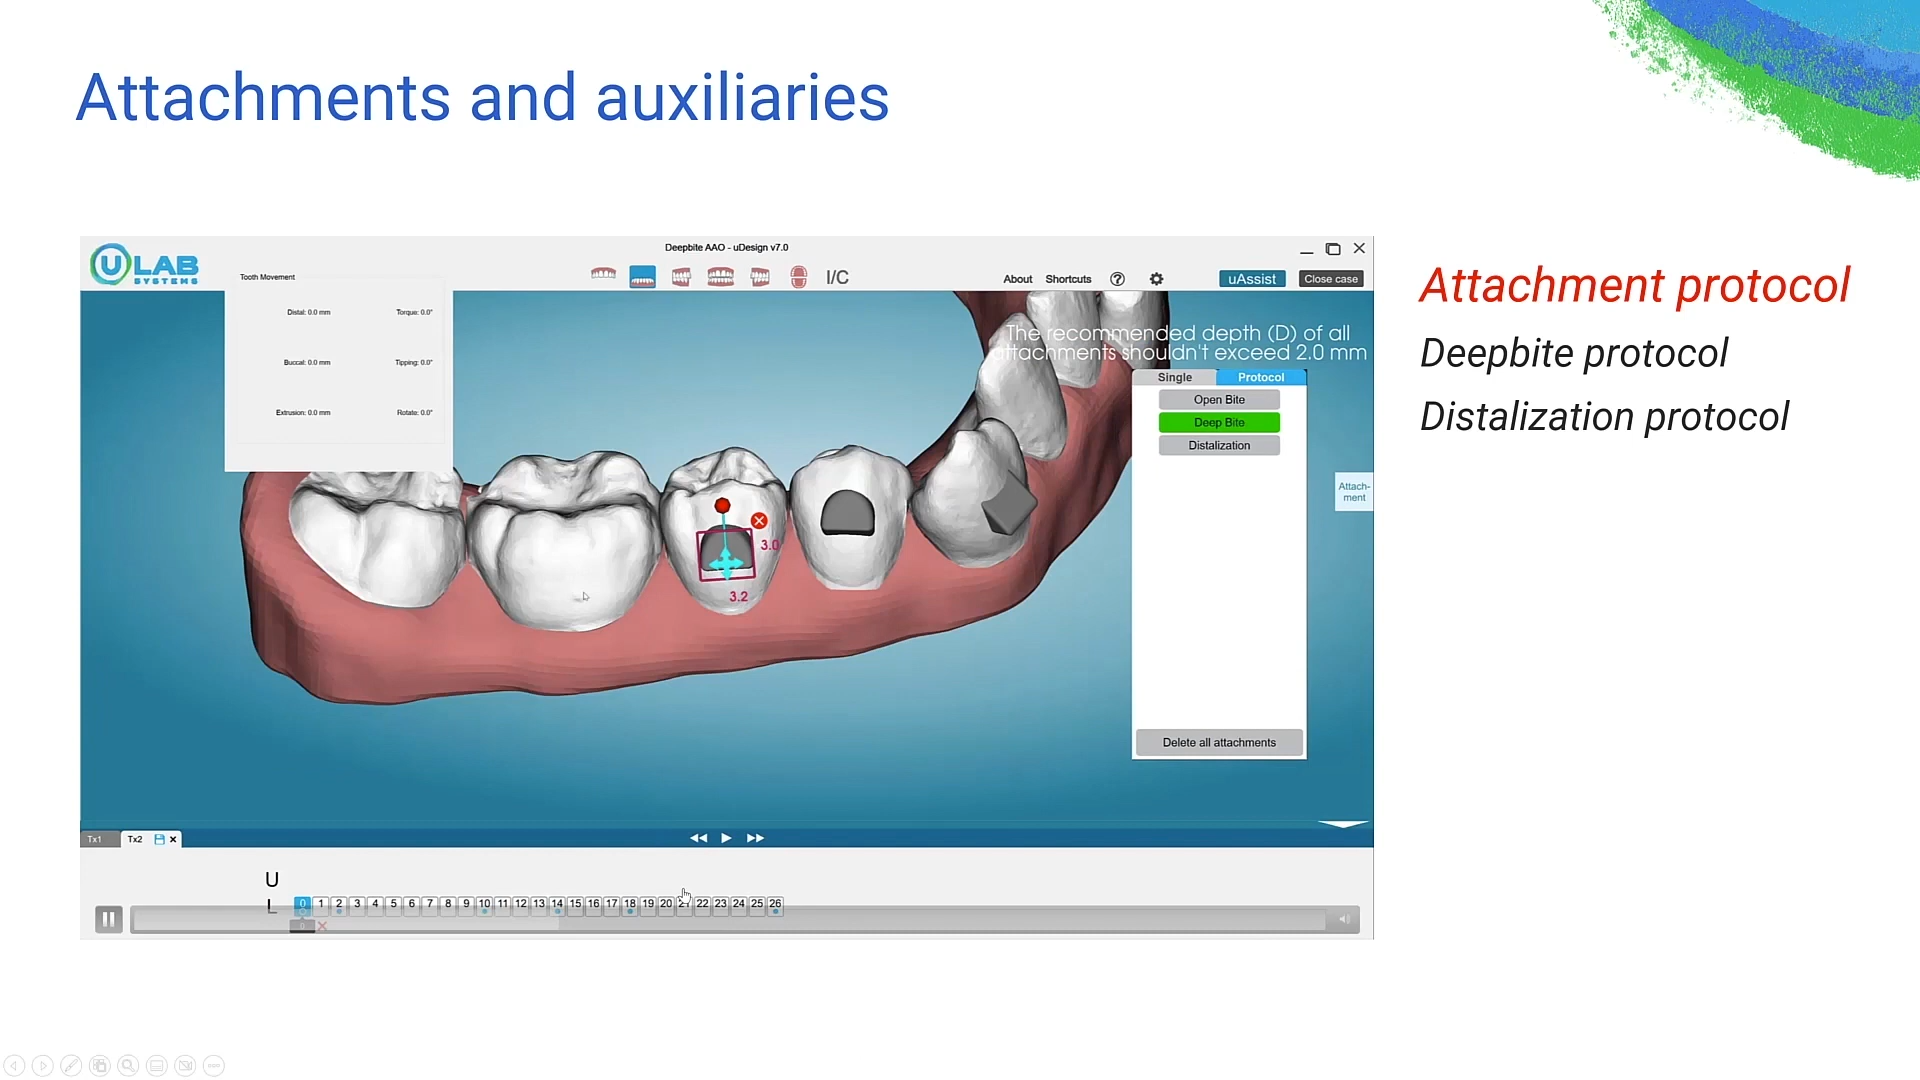 Attachments and auxiliaries
ULAB
SYSTEMS
Deepbite AAO - uDesign v7.0
I/C
About Shortcuts ? uAssist Close case
Tooth Movement
Distal: 0.0 mm Torque: 0.0°
Buccal: 0.0 mm Tipping: 0.0°
Extrusion: 0.0 mm Rotate: 0.0°
The recommended depth (D) of all
attachments shouldn't exceed 2.0 mm
Single Protocol
Open Bite
Deep Bite
Distalization
Attach-
ment
3.0
3.2
Delete all attachments
Tx1 Tx2
U
L 0 1 2 3 4 5 6 7 8 9 10 11 12 13 14 15 16 17 18 19 20 21 22 23 24 25 26
0
Attachment protocol
Deepbite protocol
Distalization protocol